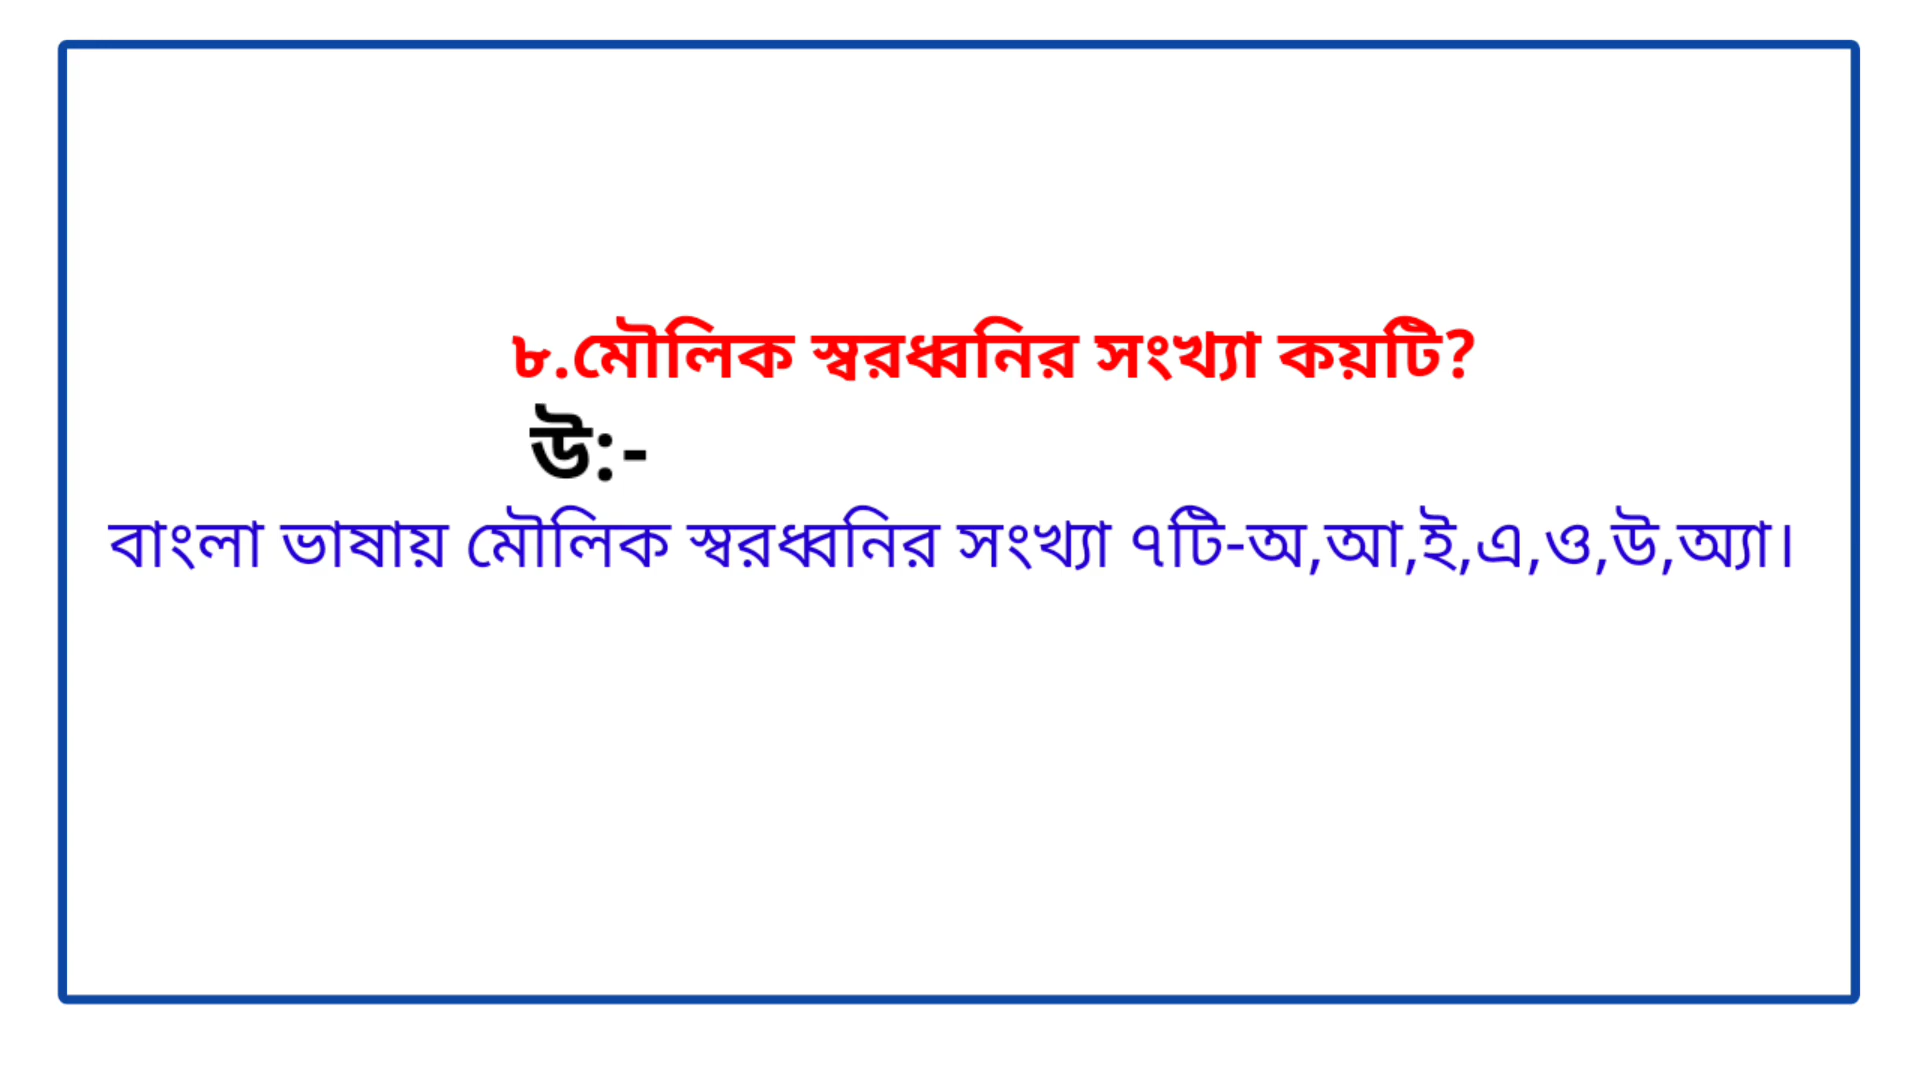 ৮.মৌলিক স্বরধ্বনির সংখ্যা কয়টি?
উ:-
বাংলা ভাষায় মৌলিক স্বরধ্বনির সংখ্যা ৭টি-অ,আ,ই,এ,ও,উ,অ্যা।